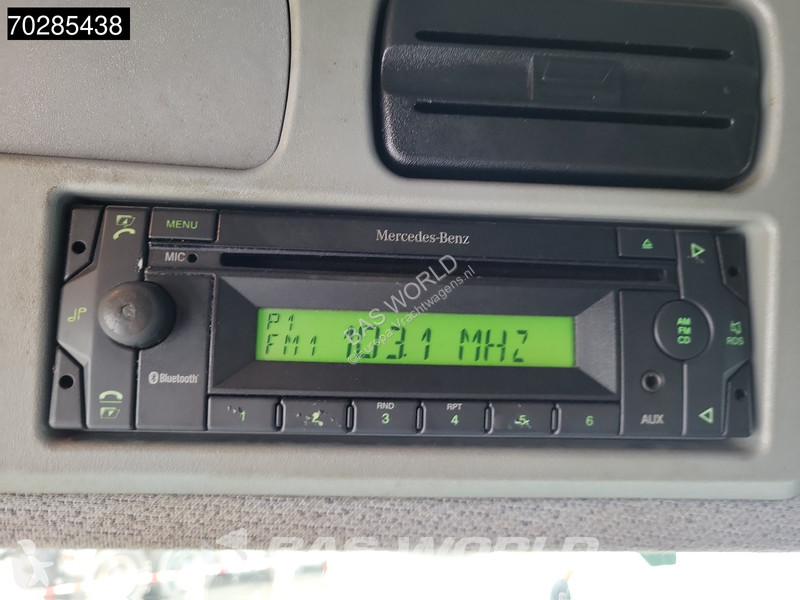 70285438
MENU
Mercedes-Benz
MIC
BAS WORLD
P1
FM1 103.1 MHz
AM
FM
CD
RDS
Bluetooth
RND
RPT
1
2
3
4
5
6
AUX
BAS WORLD